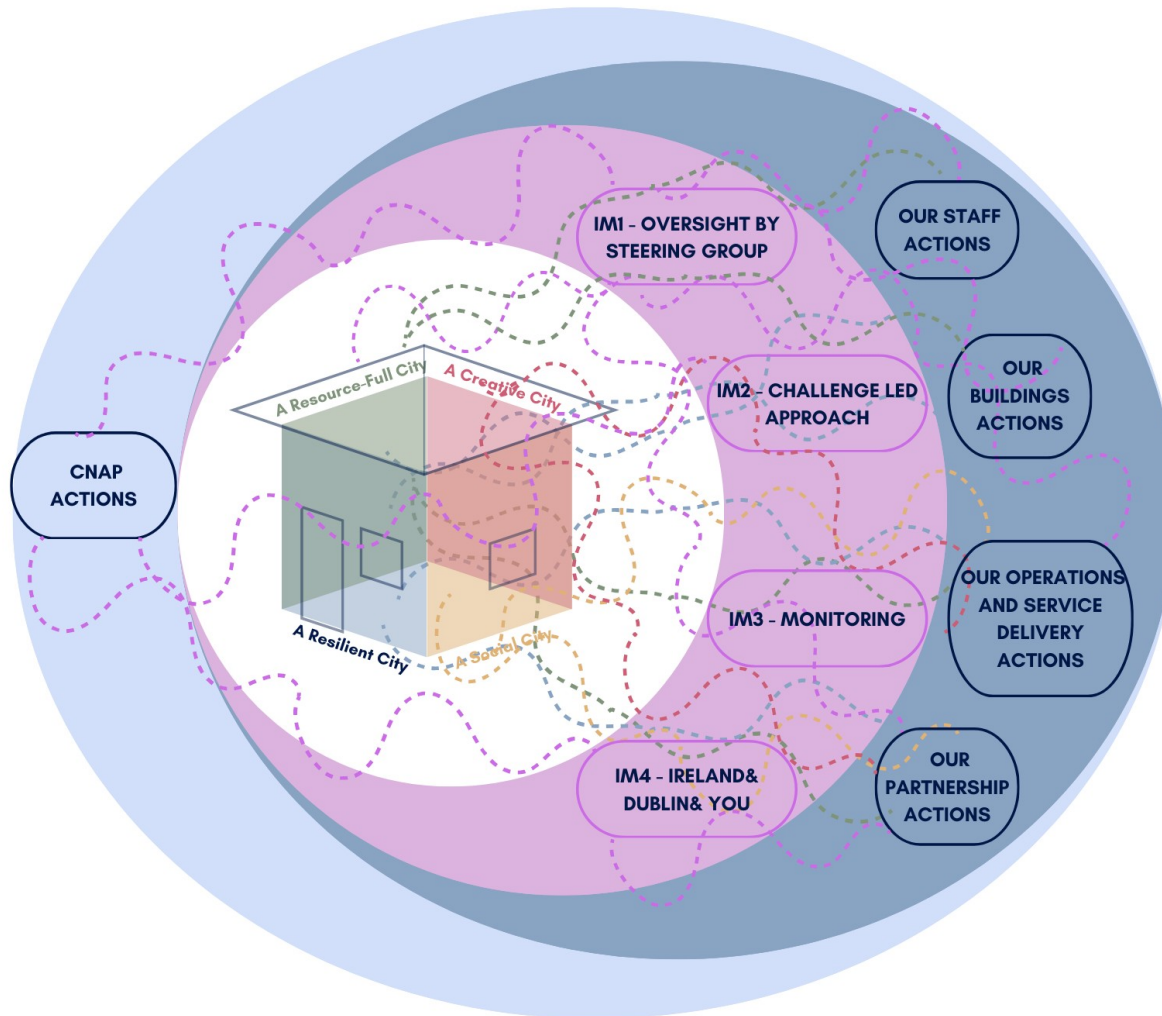 IM1 - OVERSIGHT BY
STEERING GROUP
OUR STAFF
ACTIONS
A Resource-Full City
A Creative City
IM2 - CHALLENGE LED
APPROACH
OUR
BUILDINGS
ACTIONS
CNAP
ACTIONS
OUR OPERATIONS
AND SERVICE
DELIVERY
ACTIONS
IM3 - MONITORING
A Resilient City
A Social City
IM4 - IRELAND&
DUBLIN& YOU
OUR
PARTNERSHIP
ACTIONS